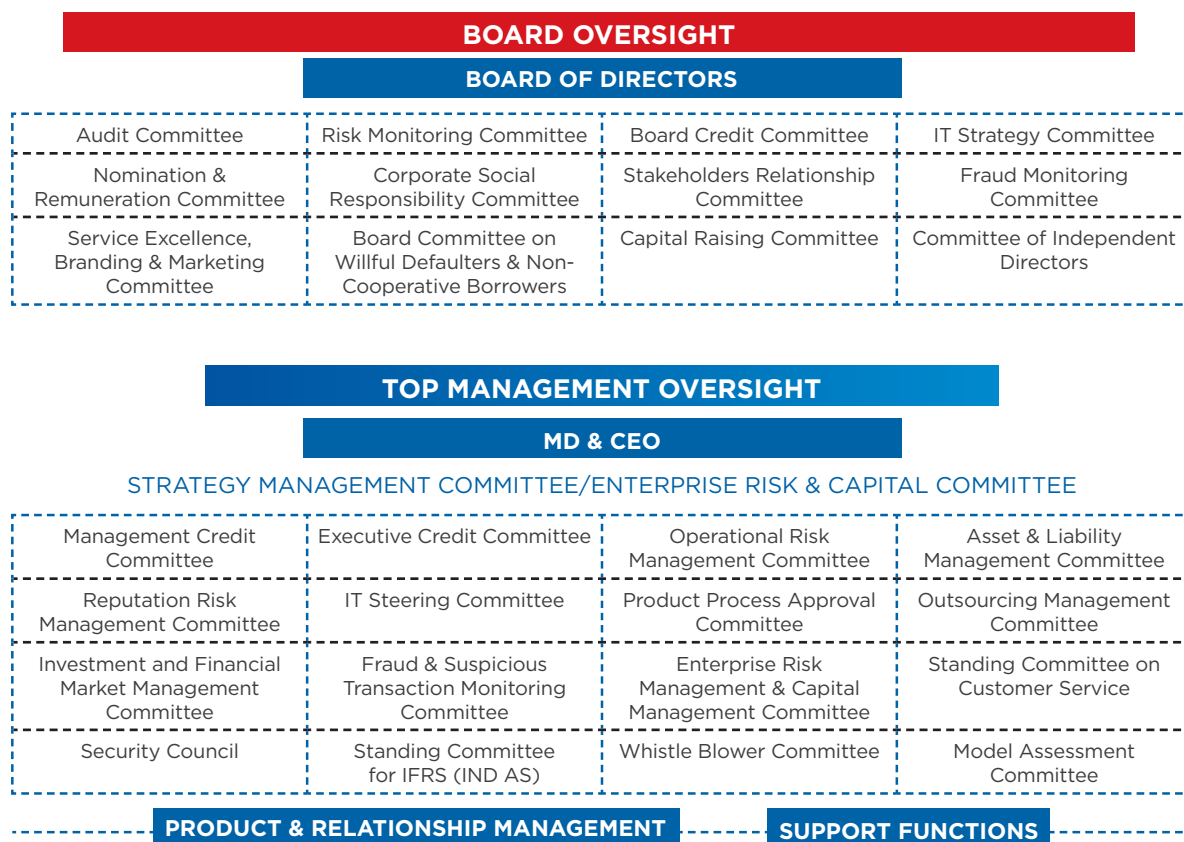 BOARD OVERSIGHT
BOARD OF DIRECTORS
Audit Committee
Risk Monitoring Committee
Board Credit Committee
IT Strategy Committee
Nomination &
Remuneration Committee
Corporate Social
Responsibility Committee
Stakeholders Relationship
Committee
Fraud Monitoring
Committee
Service Excellence,
Branding & Marketing
Committee
Board Committee on
Willful Defaulters & Non-
Cooperative Borrowers
Capital Raising Committee
Committee of Independent
Directors
TOP MANAGEMENT OVERSIGHT
MD & CEO
STRATEGY MANAGEMENT COMMITTEE/ENTERPRISE RISK & CAPITAL COMMITTEE
Management Credit
Committee
Executive Credit Committee
Operational Risk
Management Committee
Asset & Liability
Management Committee
Reputation Risk
Management Committee
IT Steering Committee
Product Process Approval
Committee
Outsourcing Management
Committee
Investment and Financial
Market Management
Committee
Fraud & Suspicious
Transaction Monitoring
Committee
Enterprise Risk
Management & Capital
Management Committee
Standing Committee on
Customer Service
Security Council
Standing Committee
for IFRS (IND AS)
Whistle Blower Committee
Model Assessment
Committee
PRODUCT & RELATIONSHIP MANAGEMENT
SUPPORT FUNCTIONS